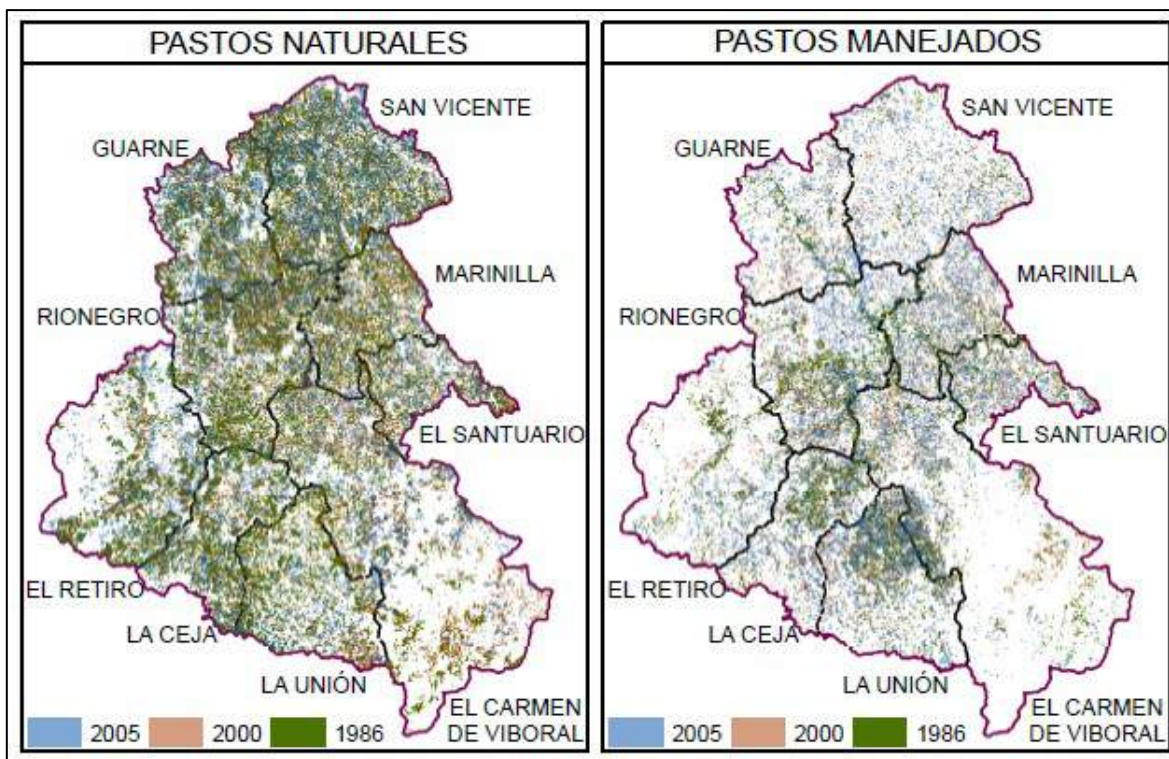 PASTOS NATURALES
SAN VICENTE
GUARNE
MARINILLA
RIONEGRO
EL SANTUARIO
EL RETIRO
LA CEJA
LA UNIÓN
EL CARMEN
DE VIBORAL
2005 2000 1986
PASTOS MANEJADOS
SAN VICENTE
GUARNE
MARINILLA
RIONEGRO
EL SANTUARIO
EL RETIRO
LA CEJA
LA UNIÓN
EL CARMEN
DE VIBORAL
2005 2000 1986